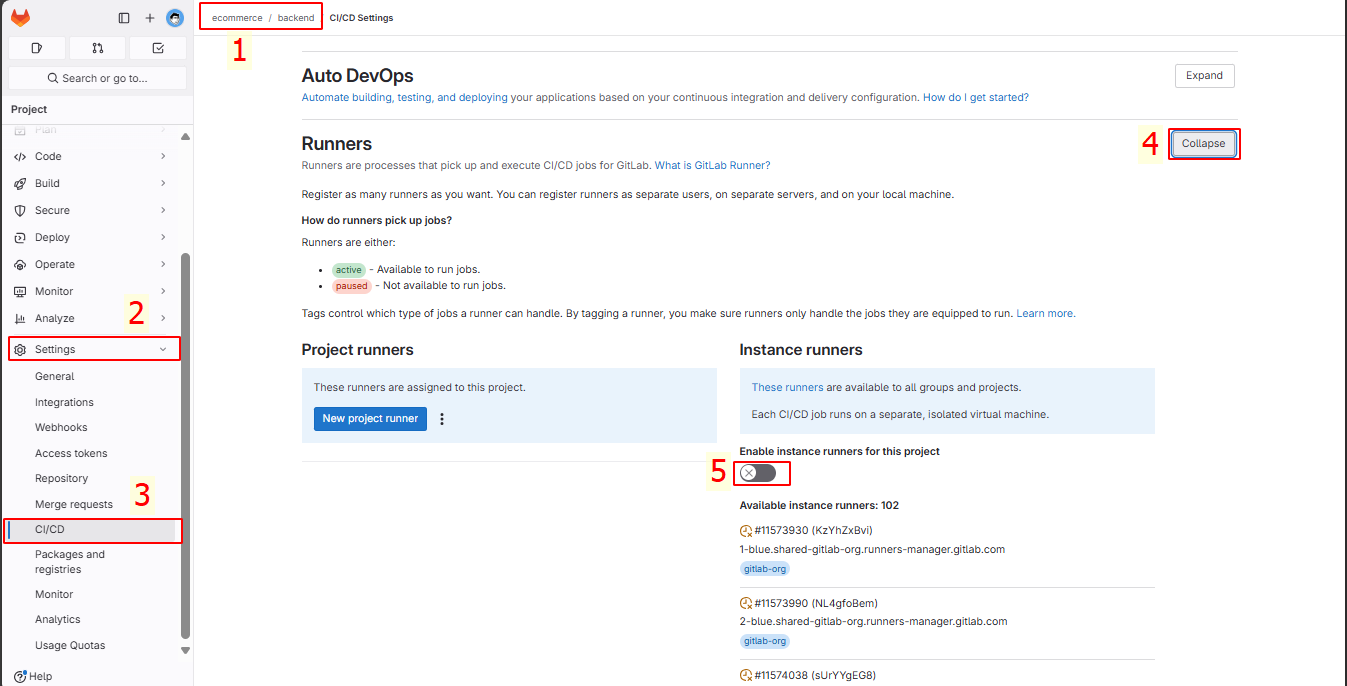 ecommerce / backend / CI/CD Settings
1
Search or go to...
Project
Plan
Code
Build
Secure
Deploy
Operate
Monitor
Analyze
2
Settings
General
Integrations
Webhooks
Access tokens
Repository
Merge requests
3
CI/CD
Packages and
registries
Monitor
Analytics
Usage Quotas
Help
Auto DevOps
Expand
Automate building, testing, and deploying your applications based on your continuous integration and delivery configuration. How do I get started?
Runners
4
Collapse
Runners are processes that pick up and execute CI/CD jobs for GitLab. What is GitLab Runner?
Register as many runners as you want. You can register runners as separate users, on separate servers, and on your local machine.
How do runners pick up jobs?
Runners are either:
• active - Available to run jobs.
• paused - Not available to run jobs.
Tags control which type of jobs a runner can handle. By tagging a runner, you make sure runners only handle the jobs they are equipped to run. Learn more.
Project runners
These runners are assigned to this project.
New project runner
Instance runners
These runners are available to all groups and projects.
Each CI/CD job runs on a separate, isolated virtual machine.
Enable instance runners for this project
5
Available instance runners: 102
#11573930 (KzYhZxBvi)
1-blue.shared-gitlab-org.runners-manager.gitlab.com
gitlab-org
#11573990 (NL4gfoBem)
2-blue.shared-gitlab-org.runners-manager.gitlab.com
gitlab-org
#11574038 (sUrYYgEG8)